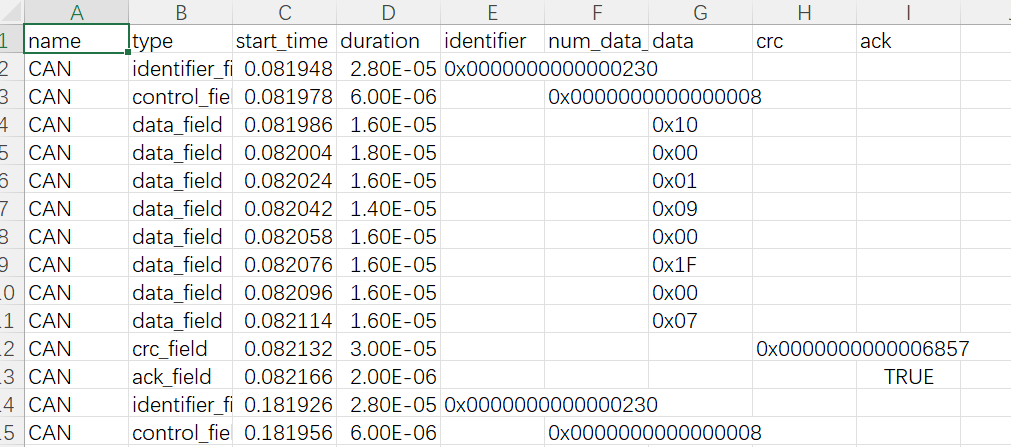 A B C D E F G H I
1 name type start_time duration identifier num_data_ data crc ack
2 CAN identifier_fi 0.081948 2.80E-05 0x0000000000000230
3 CAN control_fie 0.081978 6.00E-06 0x0000000000000008
4 CAN data_field 0.081986 1.60E-05 0x10
5 CAN data_field 0.082004 1.80E-05 0x00
6 CAN data_field 0.082024 1.60E-05 0x01
7 CAN data_field 0.082042 1.40E-05 0x09
8 CAN data_field 0.082058 1.60E-05 0x00
9 CAN data_field 0.082076 1.60E-05 0x1F
.0 CAN data_field 0.082096 1.60E-05 0x00
.1 CAN data_field 0.082114 1.60E-05 0x07
.2 CAN crc_field 0.082132 3.00E-05 0x0000000000006857
.3 CAN ack_field 0.082166 2.00E-06 TRUE
.4 CAN identifier_fi 0.181926 2.80E-05 0x0000000000000230
.5 CAN control_fie 0.181956 6.00E-06 0x0000000000000008